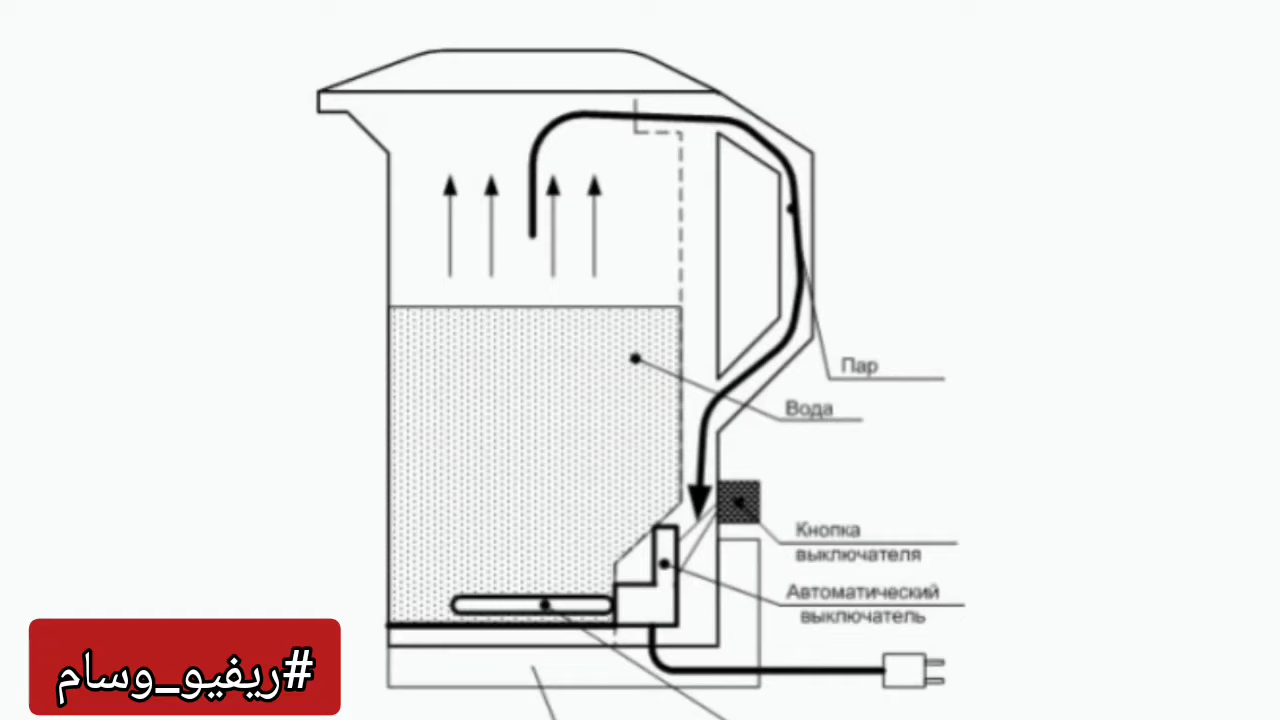 Пар
Вода
Кнопка
выключателя
Автоматический
выключатель
#ريفيو_وسام